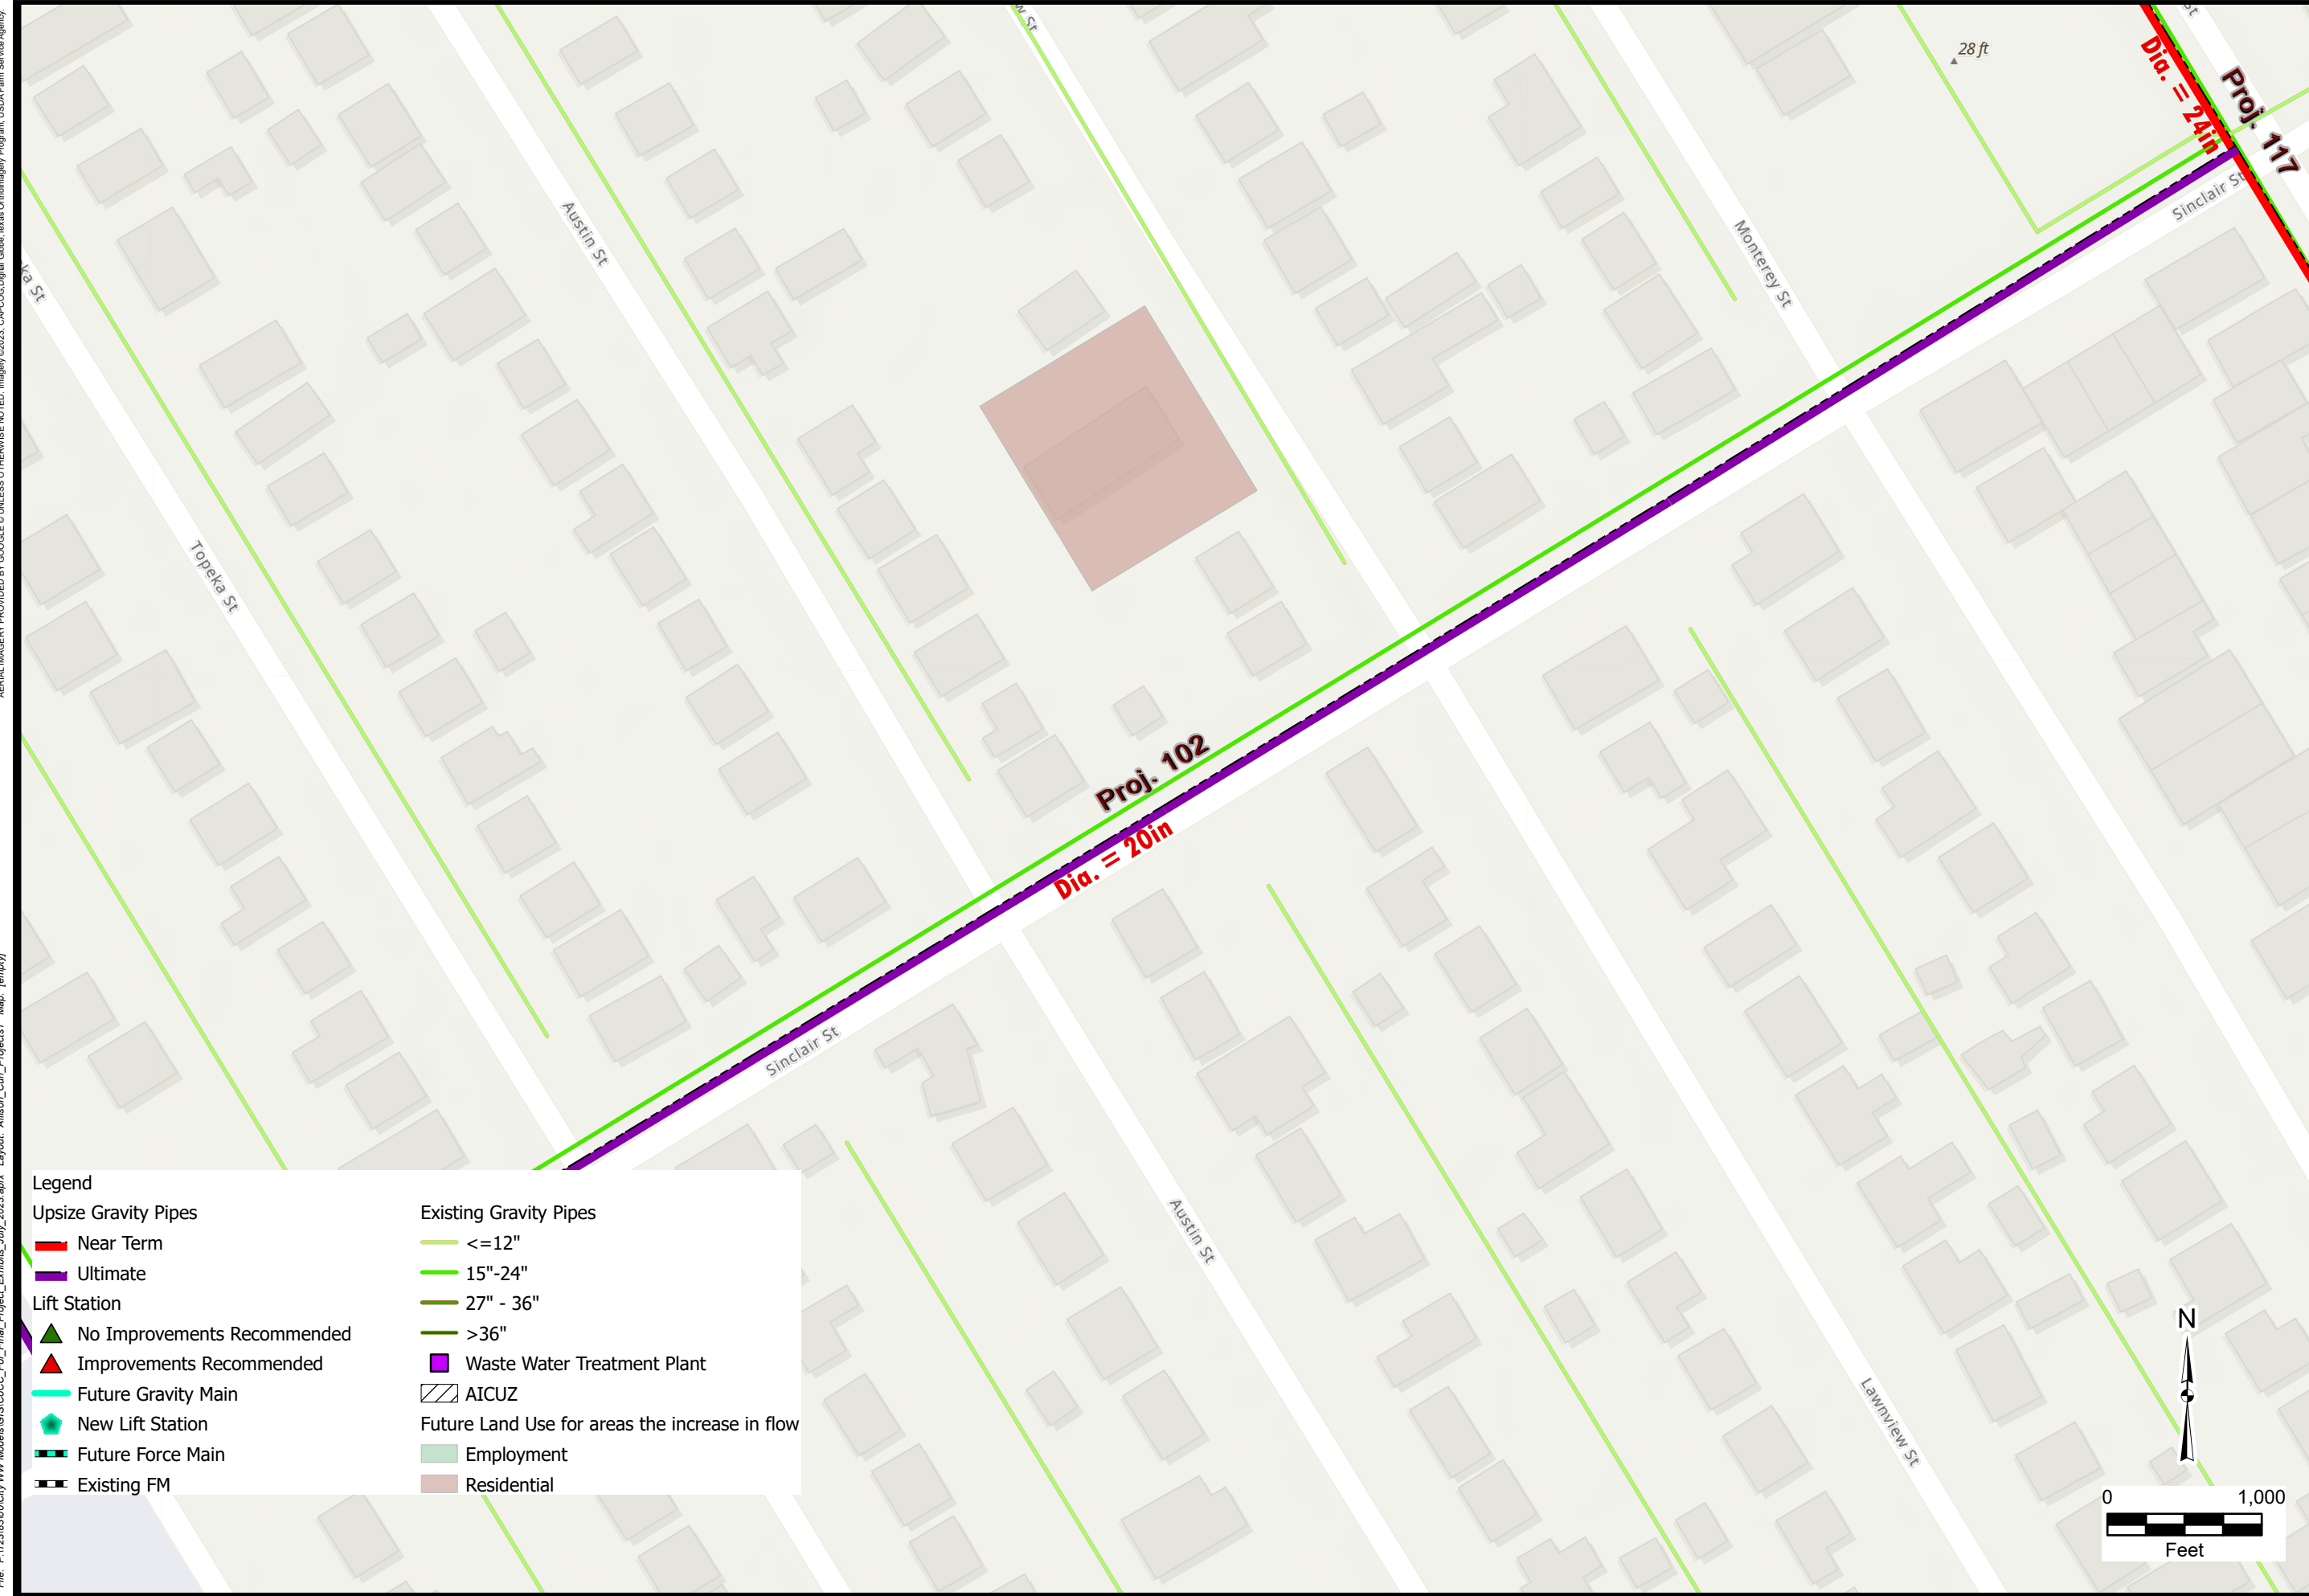 St
St
28 ft
Dia. = 24in
Proj. 117
Sinclair St
Austin St
Monterey St
St
Topeka St
Proj. 102
Dia. = 20in
Sinclair St
Austin St
Lawnview St
Legend
Upsize Gravity Pipes
Near Term
Ultimate
Lift Station
No Improvements Recommended
Improvements Recommended
Future Gravity Main
New Lift Station
Future Force Main
Existing FM
Existing Gravity Pipes
<=12"
15"-24"
27" - 36"
>36"
Waste Water Treatment Plant
AICUZ
Future Land Use for areas the increase in flow
Employment
Residential
N
0 1,000
Feet